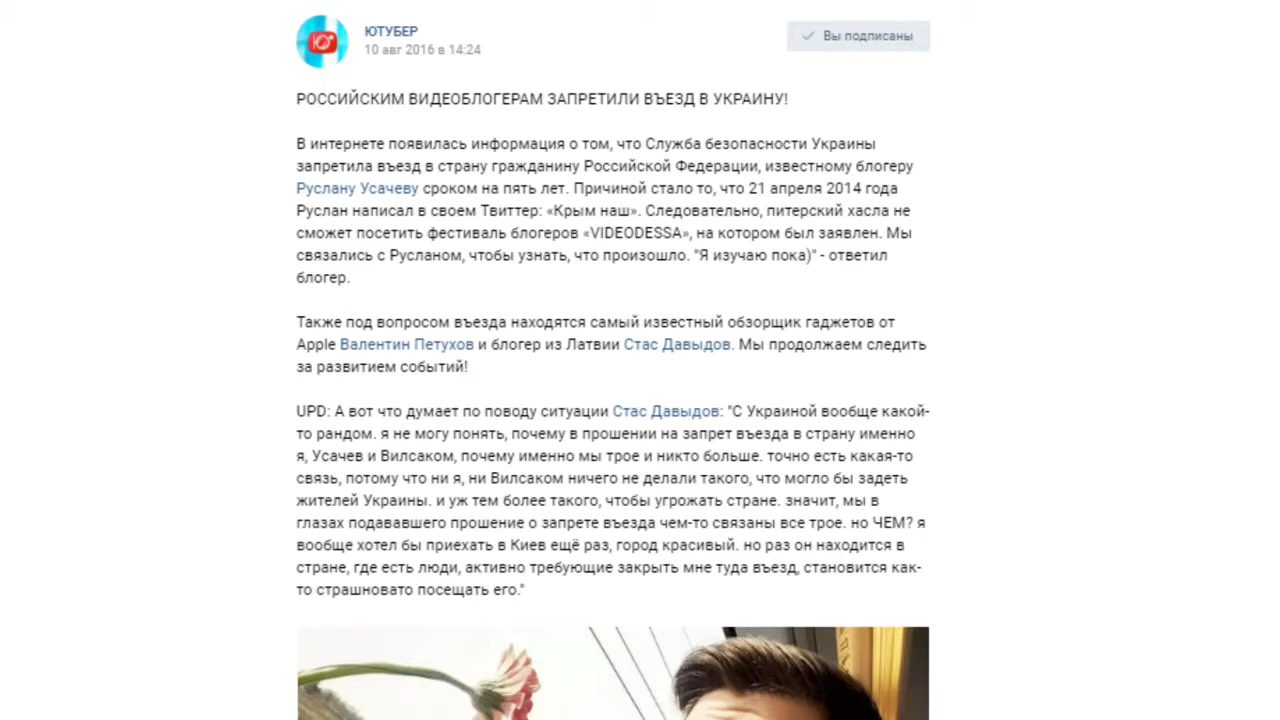 ЮТУБЕР
10 авг 2016 в 14:24
Вы подписаны
РОССИЙСКИМ ВИДЕОБЛОГЕРАМ ЗАПРЕТИЛИ ВЪЕЗД В УКРАИНУ!
В интернете появилась информация о том, что Служба безопасности Украины
запретила въезд в страну гражданину Российской Федерации, известному блогеру
Руслану Усачеву сроком на пять лет. Причиной стало то, что 21 апреля 2014 года
Руслан написал в своем Твиттер: «Крым наш». Следовательно, питерский хасла не
сможет посетить фестиваль блогеров «VIDEODESSA», на котором был заявлен. Мы
связались с Русланом, чтобы узнать, что произошло. "Я изучаю пока)" - ответил
блогер.
Также под вопросом въезда находятся самый известный обзорщик гаджетов от
Apple Валентин Петухов и блогер из Латвии Стас Давыдов. Мы продолжаем следить
за развитием событий!
UPD: А вот что думает по поводу ситуации Стас Давыдов: "С Украиной вообще какой-
то рандом. я не могу понять, почему в прошении на запрет въезда в страну именно
я, Усачев и Вилсаком, почему именно мы трое и никто больше. точно есть какая-то
связь, потому что ни я, ни Вилсаком ничего не делали такого, что могло бы задеть
жителей Украины. и уж тем более такого, чтобы угрожать стране. значит, мы в
глазах подававшего прошение о запрете въезда чем-то связаны все трое. но ЧЕМ? я
вообще хотел бы приехать в Киев ещё раз, город красивый. но раз он находится в
стране, где есть люди, активно требующие закрыть мне туда въезд, становится как-
то страшновато посещать его."